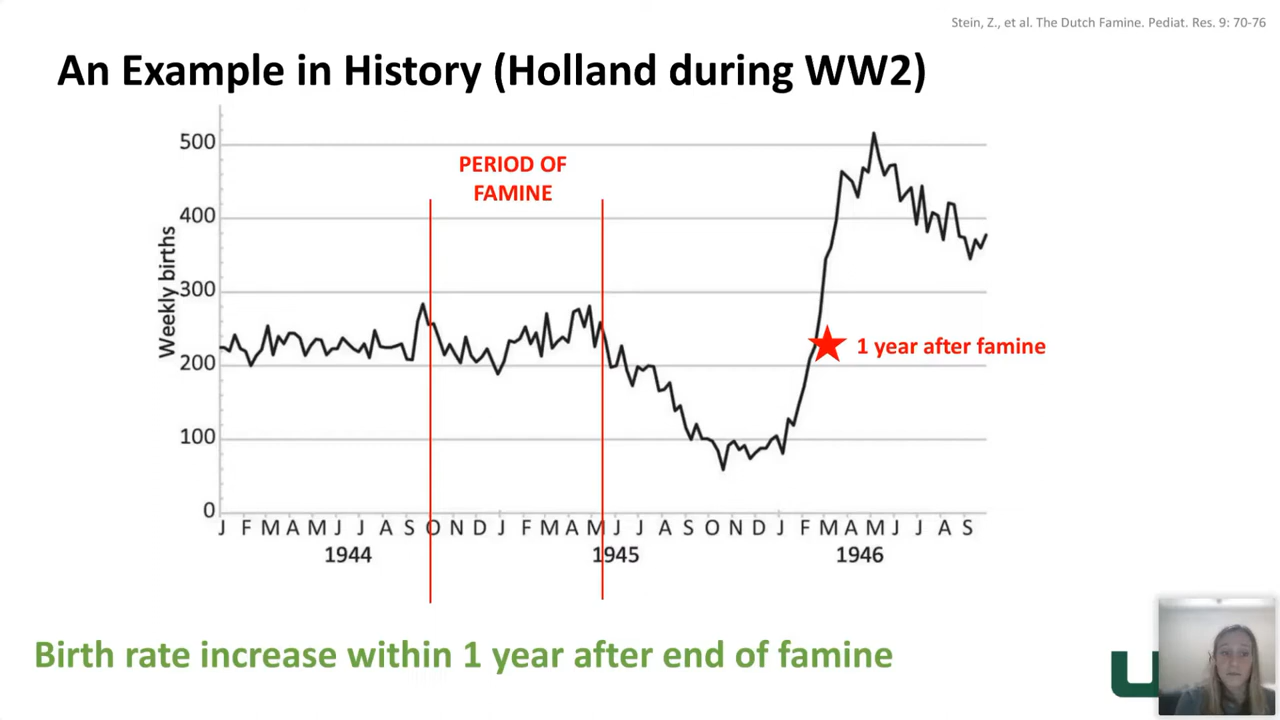 Stein, Z., et al. The Dutch Famine. Pediat. Res. 9: 70-76
An Example in History (Holland during WW2)
500
400
300
200
100
0
Weekly births
PERIOD OF
FAMINE
1 year after famine
J F M A M J J A S O N D J F M A M J J A S O N D J F M A M J J A S
1944 1945 1946
Birth rate increase within 1 year after end of famine
U